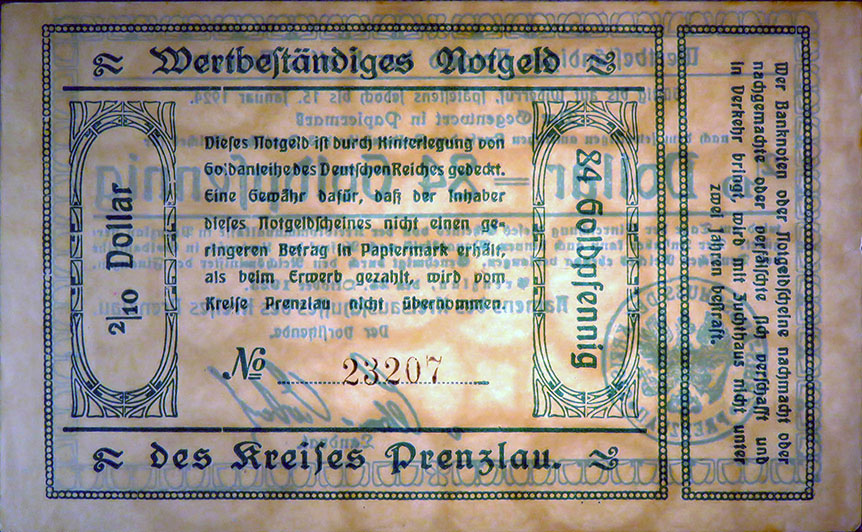 Wertbeständiges Notgeld
2/10 Dollar
Dieses Notgeld ist durch Hinterlegung von
Goldanleihe des Deutschen Reiches gedeckt.
Eine Gewähr dafür, daß der Inhaber
dieses Notgeldscheines nicht einen ge-
ringeren Betrag in Papiermark erhält,
als beim Erwerb gezahlt, wird vom
Kreise Prenzlau nicht übernommen.
No 23207
84 Goldpfennig
des Kreises Prenzlau.
Wer Banknoten oder Notgeldscheine nachmacht oder
nachgemachte oder verfälschte sich verschafft und
in Verkehr bringt, wird mit Zuchthaus nicht unter
zwei Jahren bestraft.